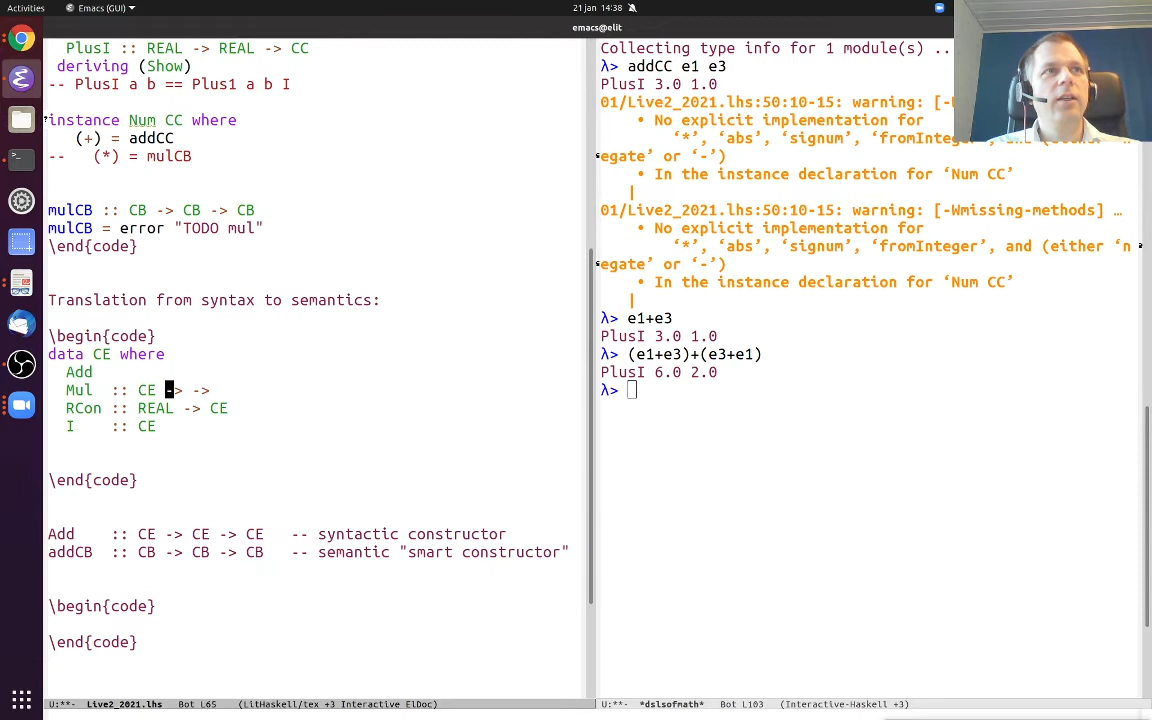 Activities
Emacs (GUI)
21 jan 14:38
emacs@elit
PlusI :: REAL -> REAL -> CC
deriving (Show)
-- PlusI a b == Plus1 a b I
instance Num CC where
(+) = addCC
-- (*) = mulCB
mulCB :: CB -> CB -> CB
mulCB = error "TODO mul"
\end{code}
Translation from syntax to semantics:
\begin{code}
data CE where
Add
Mul :: CE -> ->
RCon :: REAL -> CE
I :: CE
\end{code}
Add :: CE -> CE -> CE -- syntactic constructor
addCB :: CB -> CB -> CB -- semantic "smart constructor"
\begin{code}
\end{code}
U:**- Live2_2021.lhs Bot L65 (LitHaskell/tex +3 Interactive ElDoc)
Collecting type info for 1 module(s) ..
λ> addCC e1 e3
PlusI 3.0 1.0
01/Live2_2021.lhs:50:10-15: warning: [-
• No explicit implementation for
‘*’, ‘abs’, ‘signum’, ‘fromInteger’, and (either ‘n
egate’ or ‘-’)
• In the instance declaration for ‘Num CC’
|
01/Live2_2021.lhs:50:10-15: warning: [-Wmissing-methods] …
• No explicit implementation for
‘*’, ‘abs’, ‘signum’, ‘fromInteger’, and (either ‘n
egate’ or ‘-’)
• In the instance declaration for ‘Num CC’
|
λ> e1+e3
PlusI 3.0 1.0
λ> (e1+e3)+(e3+e1)
PlusI 6.0 2.0
λ>
U:**- *dslsofmath* Bot L103 (Interactive-Haskell +3)